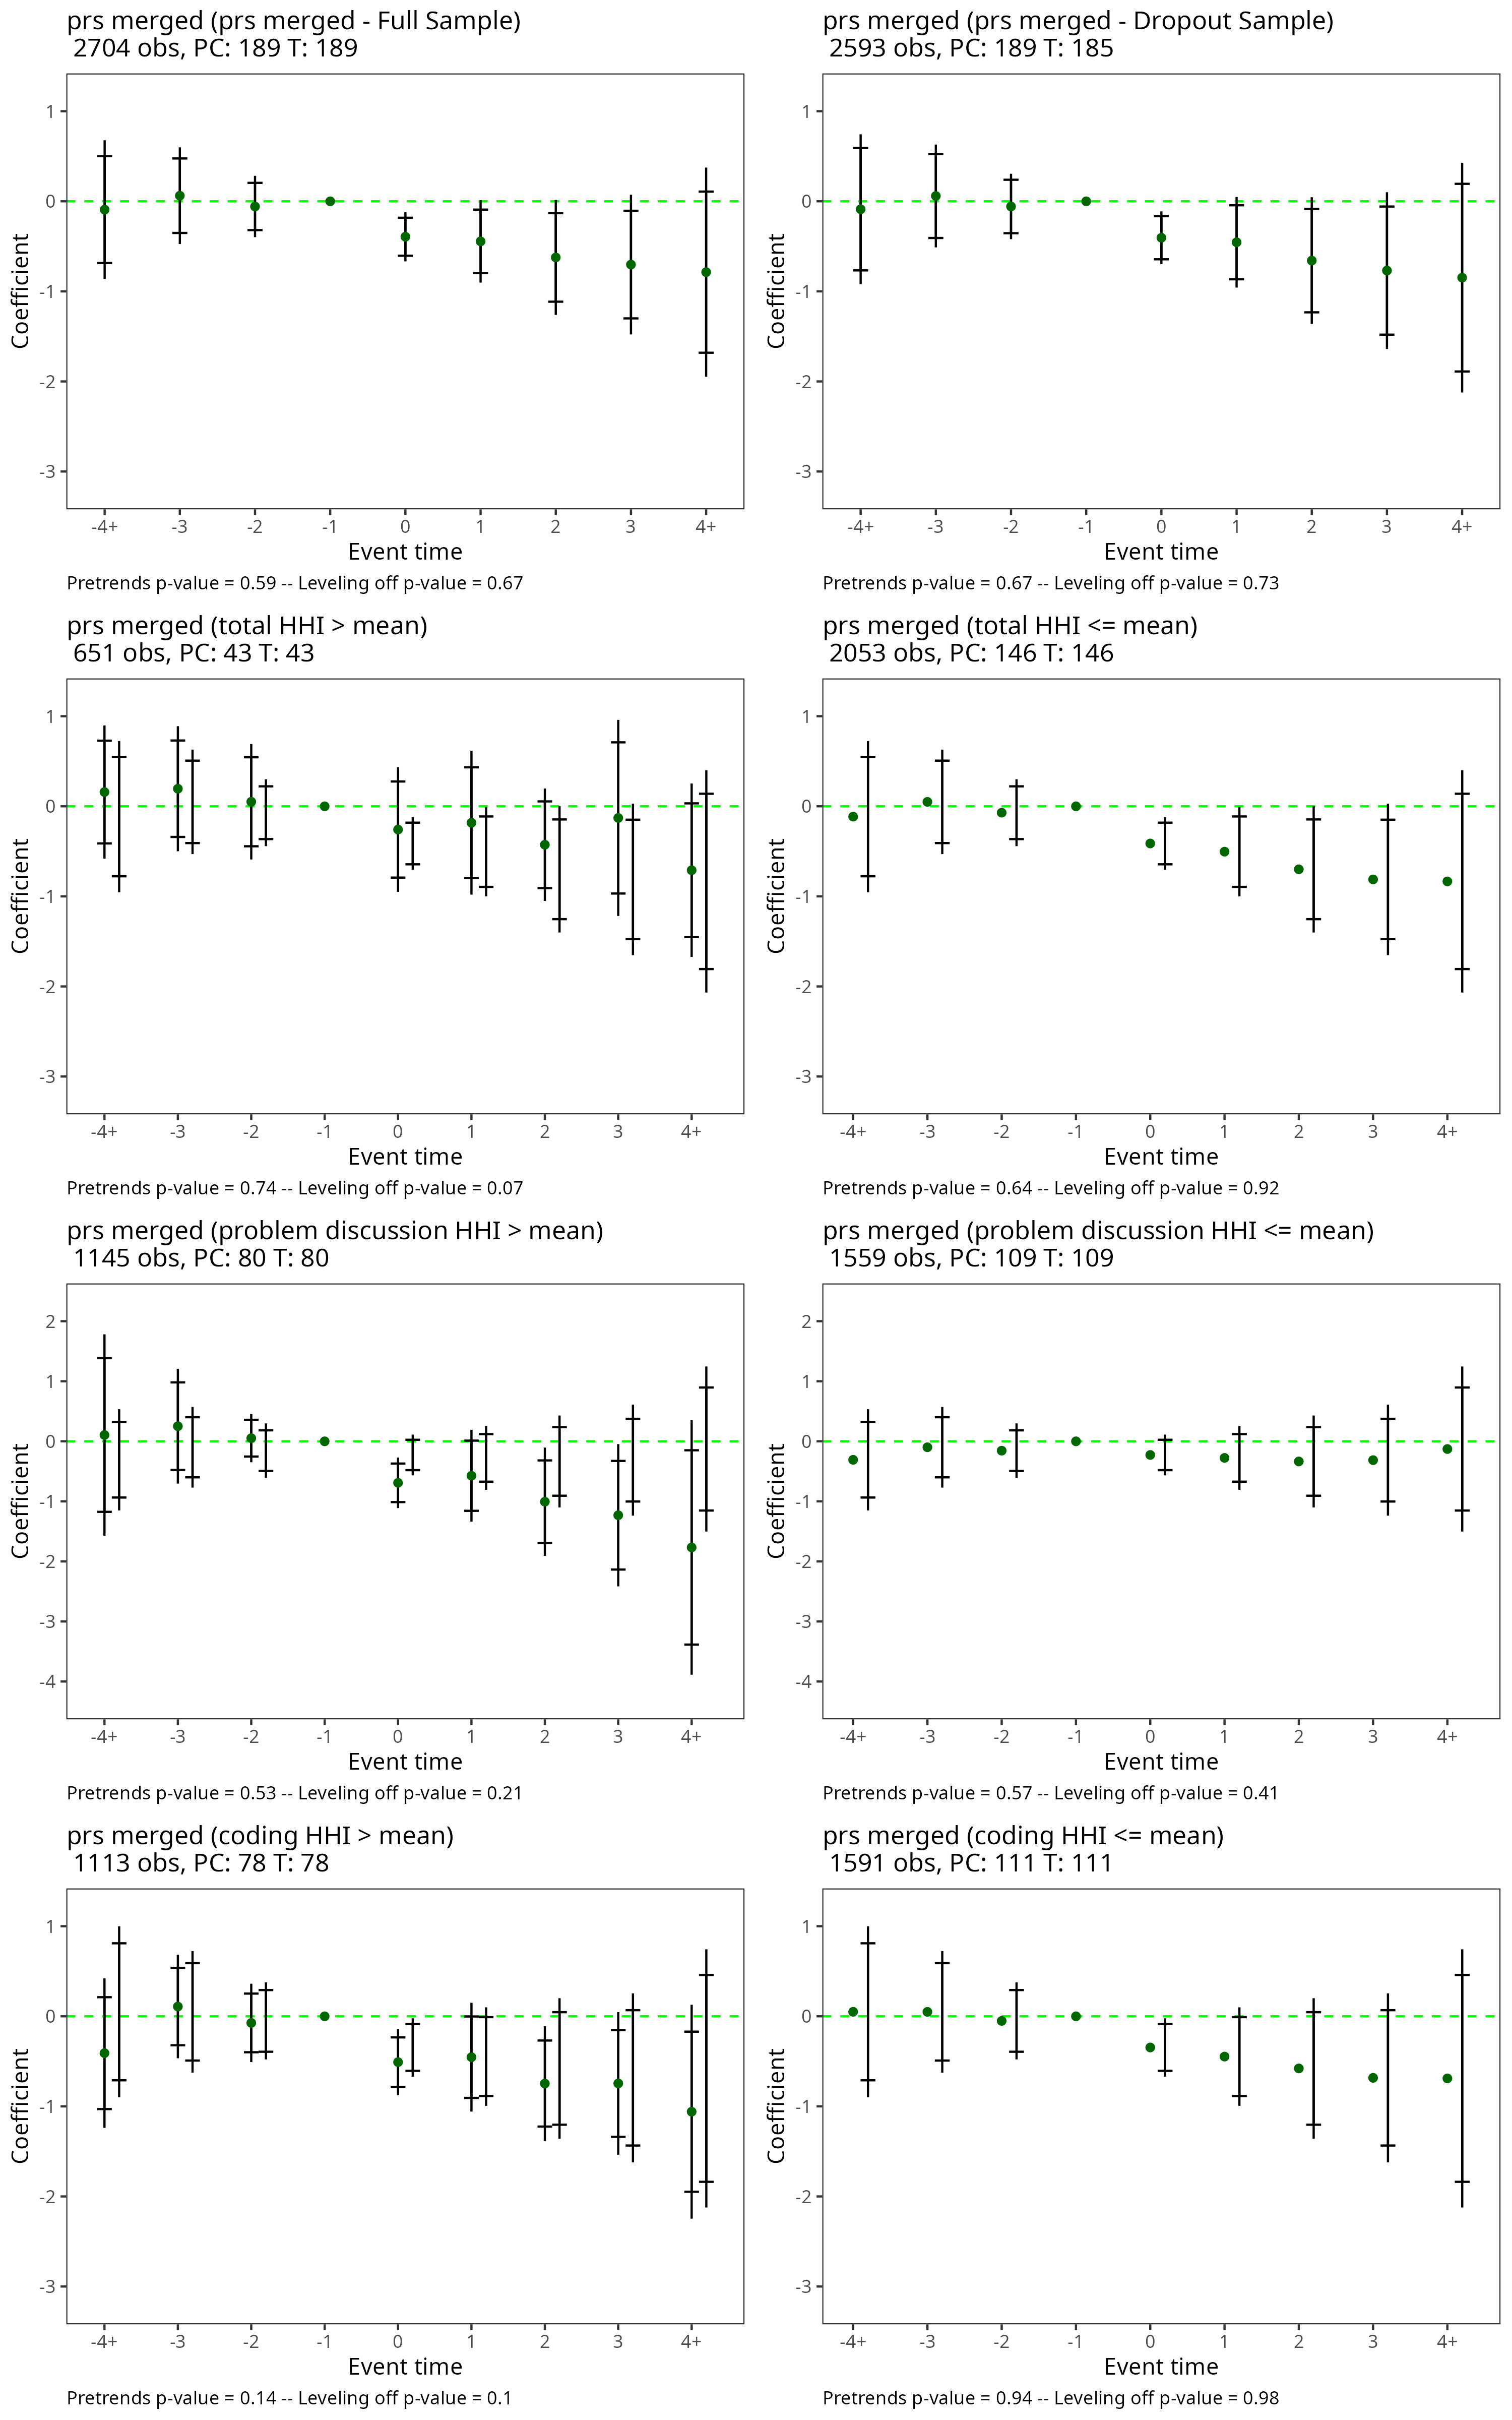 prs merged (prs merged - Full Sample)
2704 obs, PC: 189 T: 189
1
0
-1
-2
-3
Coefficient
-4+ -3 -2 -1 0 1 2 3 4+
Event time
Pretrends p-value = 0.59 -- Leveling off p-value = 0.67
prs merged (prs merged - Dropout Sample)
2593 obs, PC: 189 T: 185
1
0
-1
-2
-3
Coefficient
-4+ -3 -2 -1 0 1 2 3 4+
Event time
Pretrends p-value = 0.67 -- Leveling off p-value = 0.73
prs merged (total HHI > mean)
651 obs, PC: 43 T: 43
1
0
-1
-2
-3
Coefficient
-4+ -3 -2 -1 0 1 2 3 4+
Event time
Pretrends p-value = 0.74 -- Leveling off p-value = 0.07
prs merged (total HHI <= mean)
2053 obs, PC: 146 T: 146
1
0
-1
-2
-3
Coefficient
-4+ -3 -2 -1 0 1 2 3 4+
Event time
Pretrends p-value = 0.64 -- Leveling off p-value = 0.92
prs merged (problem discussion HHI > mean)
1145 obs, PC: 80 T: 80
2
1
0
-1
-2
-3
-4
Coefficient
-4+ -3 -2 -1 0 1 2 3 4+
Event time
Pretrends p-value = 0.53 -- Leveling off p-value = 0.21
prs merged (problem discussion HHI <= mean)
1559 obs, PC: 109 T: 109
2
1
0
-1
-2
-3
-4
Coefficient
-4+ -3 -2 -1 0 1 2 3 4+
Event time
Pretrends p-value = 0.57 -- Leveling off p-value = 0.41
prs merged (coding HHI > mean)
1113 obs, PC: 78 T: 78
1
0
-1
-2
-3
Coefficient
-4+ -3 -2 -1 0 1 2 3 4+
Event time
Pretrends p-value = 0.14 -- Leveling off p-value = 0.1
prs merged (coding HHI <= mean)
1591 obs, PC: 111 T: 111
1
0
-1
-2
-3
Coefficient
-4+ -3 -2 -1 0 1 2 3 4+
Event time
Pretrends p-value = 0.94 -- Leveling off p-value = 0.98